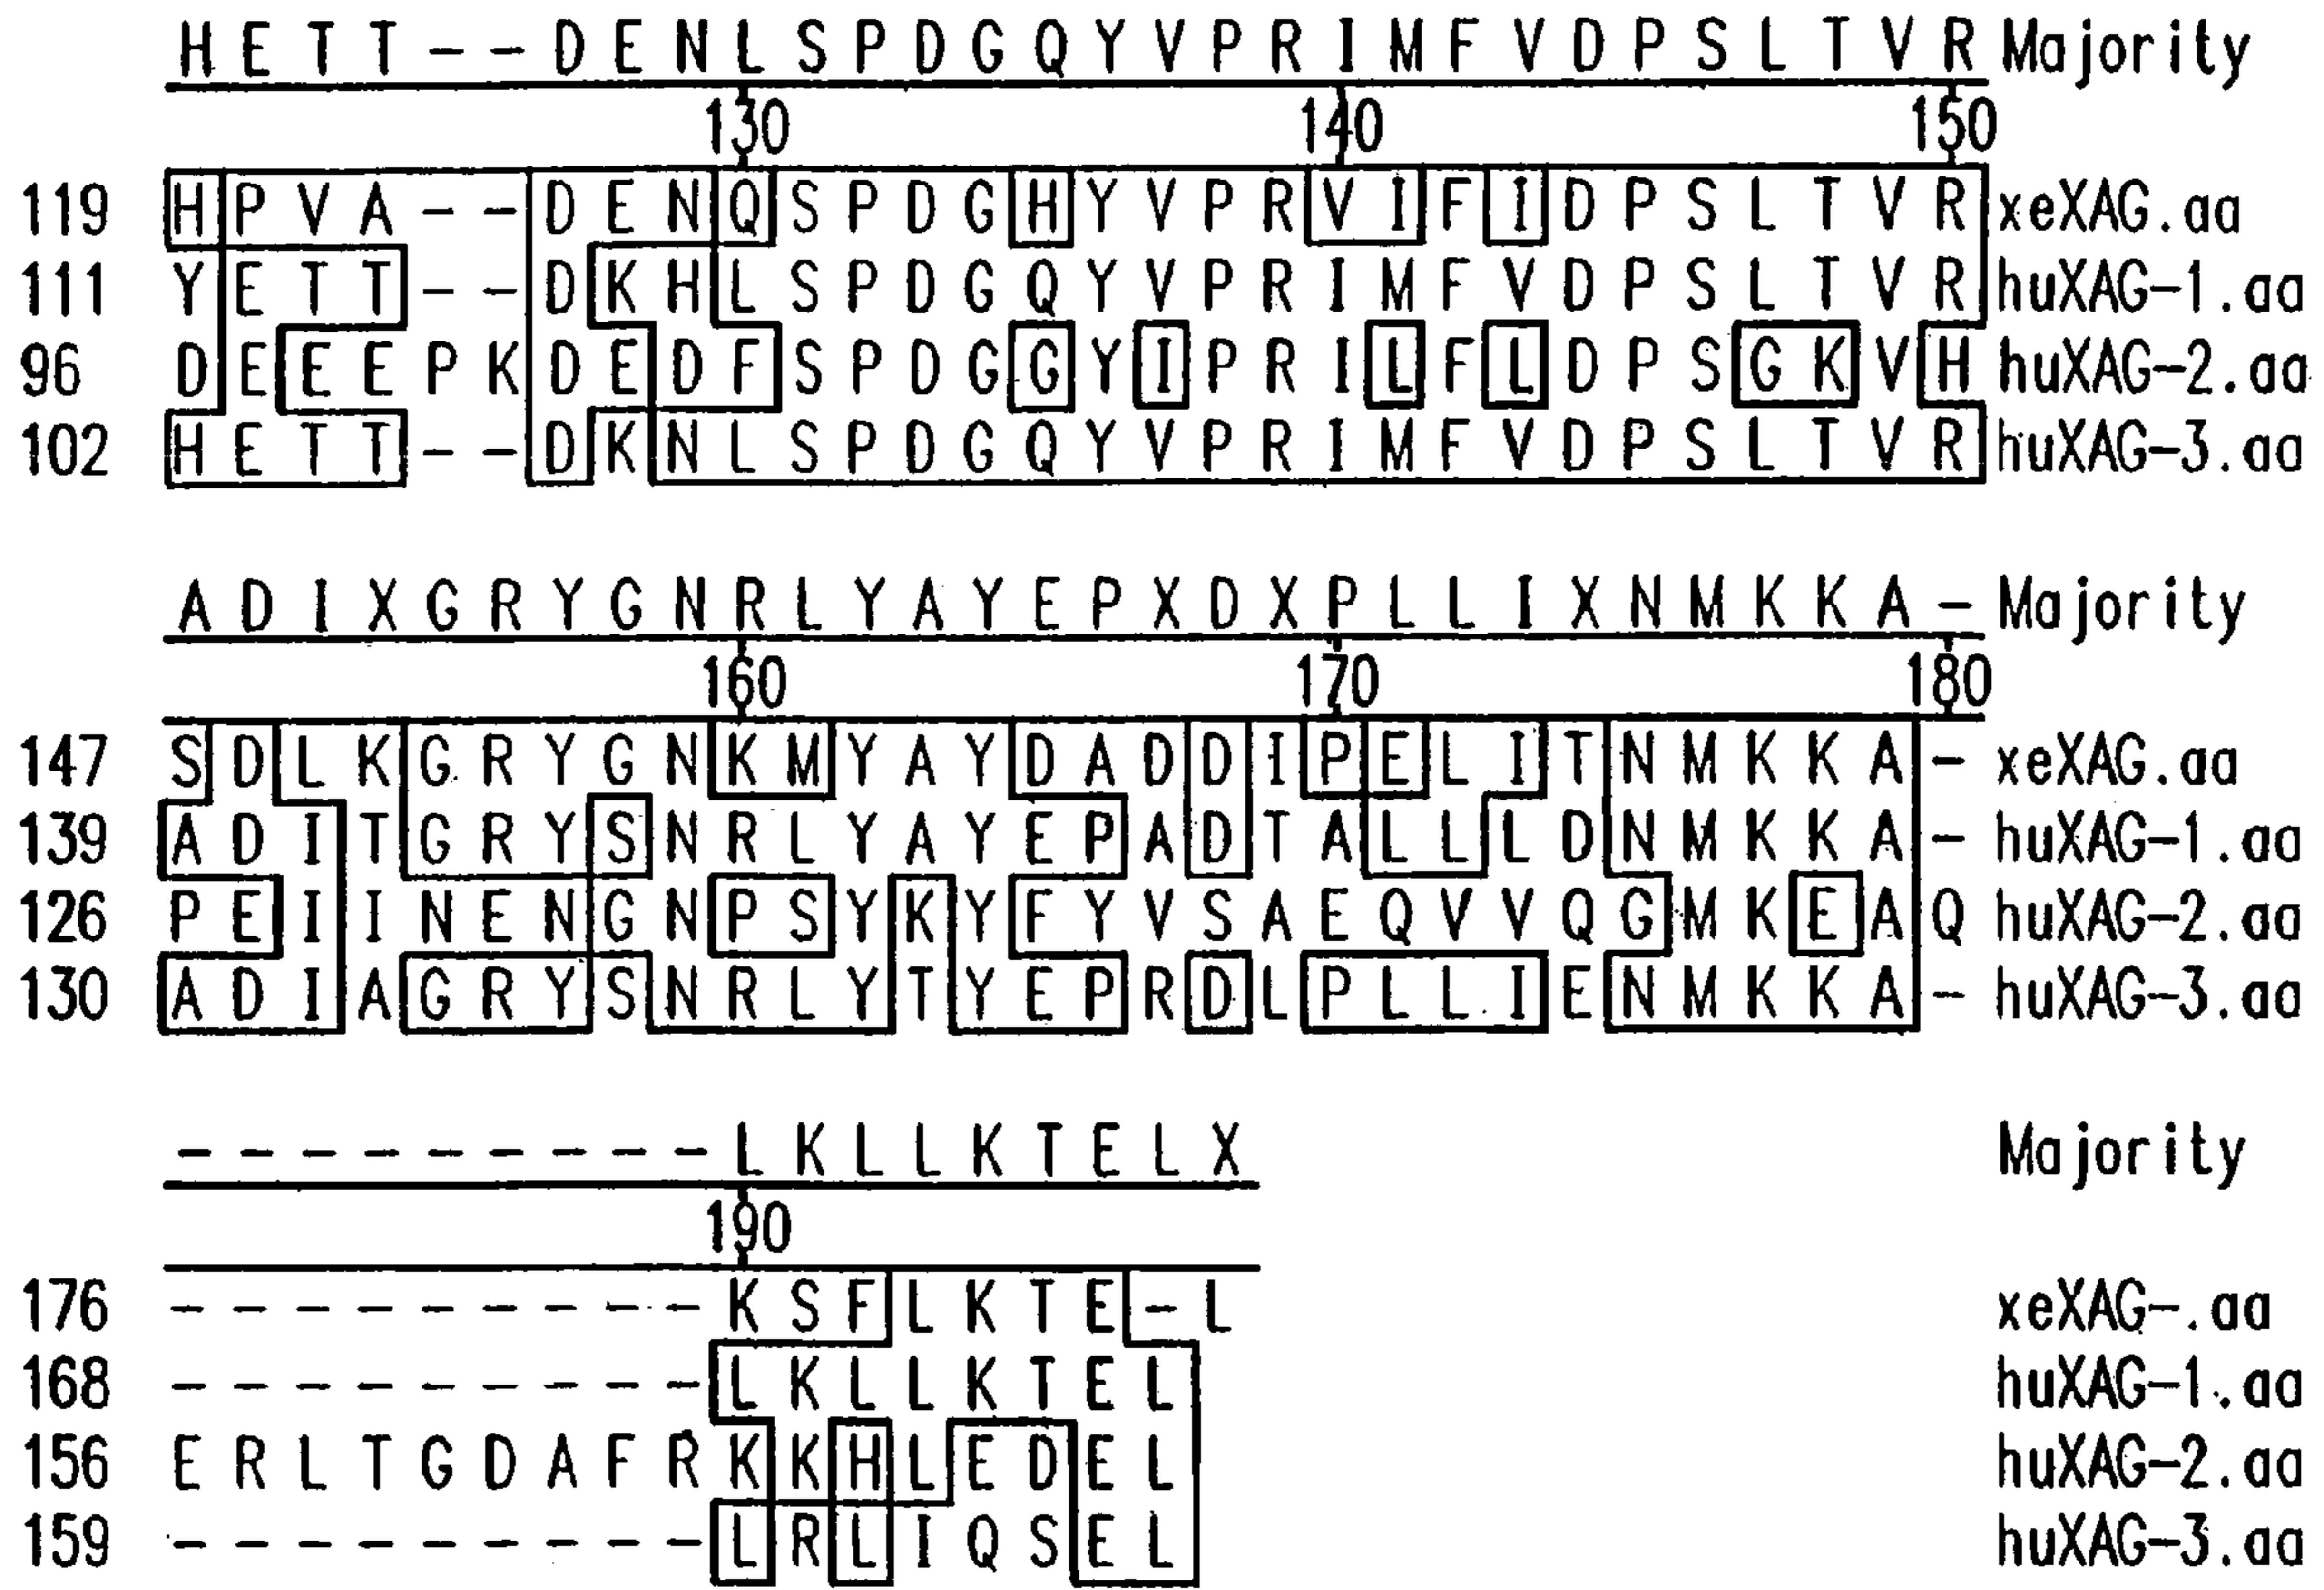 H E T T - - D E N L S P D G Q Y V P R I M F V D P S L T V R Majority
130 140 150
119 H P V A - - D E N Q S P D G H Y V P R V I F I D P S L T V R xeXAG.aa
111 Y E T T - - D K H L S P D G Q Y V P R I M F V D P S L T V R huXAG-1.aa
96 D E E E P K D E D F S P D G G Y I P R I L F L D P S G K V H huXAG-2.aa
102 H E T T - - D K N L S P D G Q Y V P R I M F V D P S L T V R huXAG-3.aa
A D I X G R Y G N R L Y A Y E P X D X P L L I X N M K K A - Majority
160 170 180
147 S D L K G R Y G N K M Y A Y D A D D I P E L I T N M K K A - xeXAG.aa
139 A D I T G R Y S N R L Y A Y E P A D T A L L L D N M K K A - huXAG-1.aa
126 P E I I N E N G N P S Y K Y F Y V S A E Q V V Q G M K E A Q huXAG-2.aa
130 A D I A G R Y S N R L Y T Y E P R D L P L L I E N M K K A - huXAG-3.aa
- - - - - - - - - L K L L K T E L X Majority
190
176 - - - - - - - - - K S F L K T E - L xeXAG-.aa
168 - - - - - - - - - L K L L K T E L huXAG-1.aa
156 E R L T G D A F R K K H L E D E L huXAG-2.aa
159 - - - - - - - - - L R L I Q S E L huXAG-3.aa